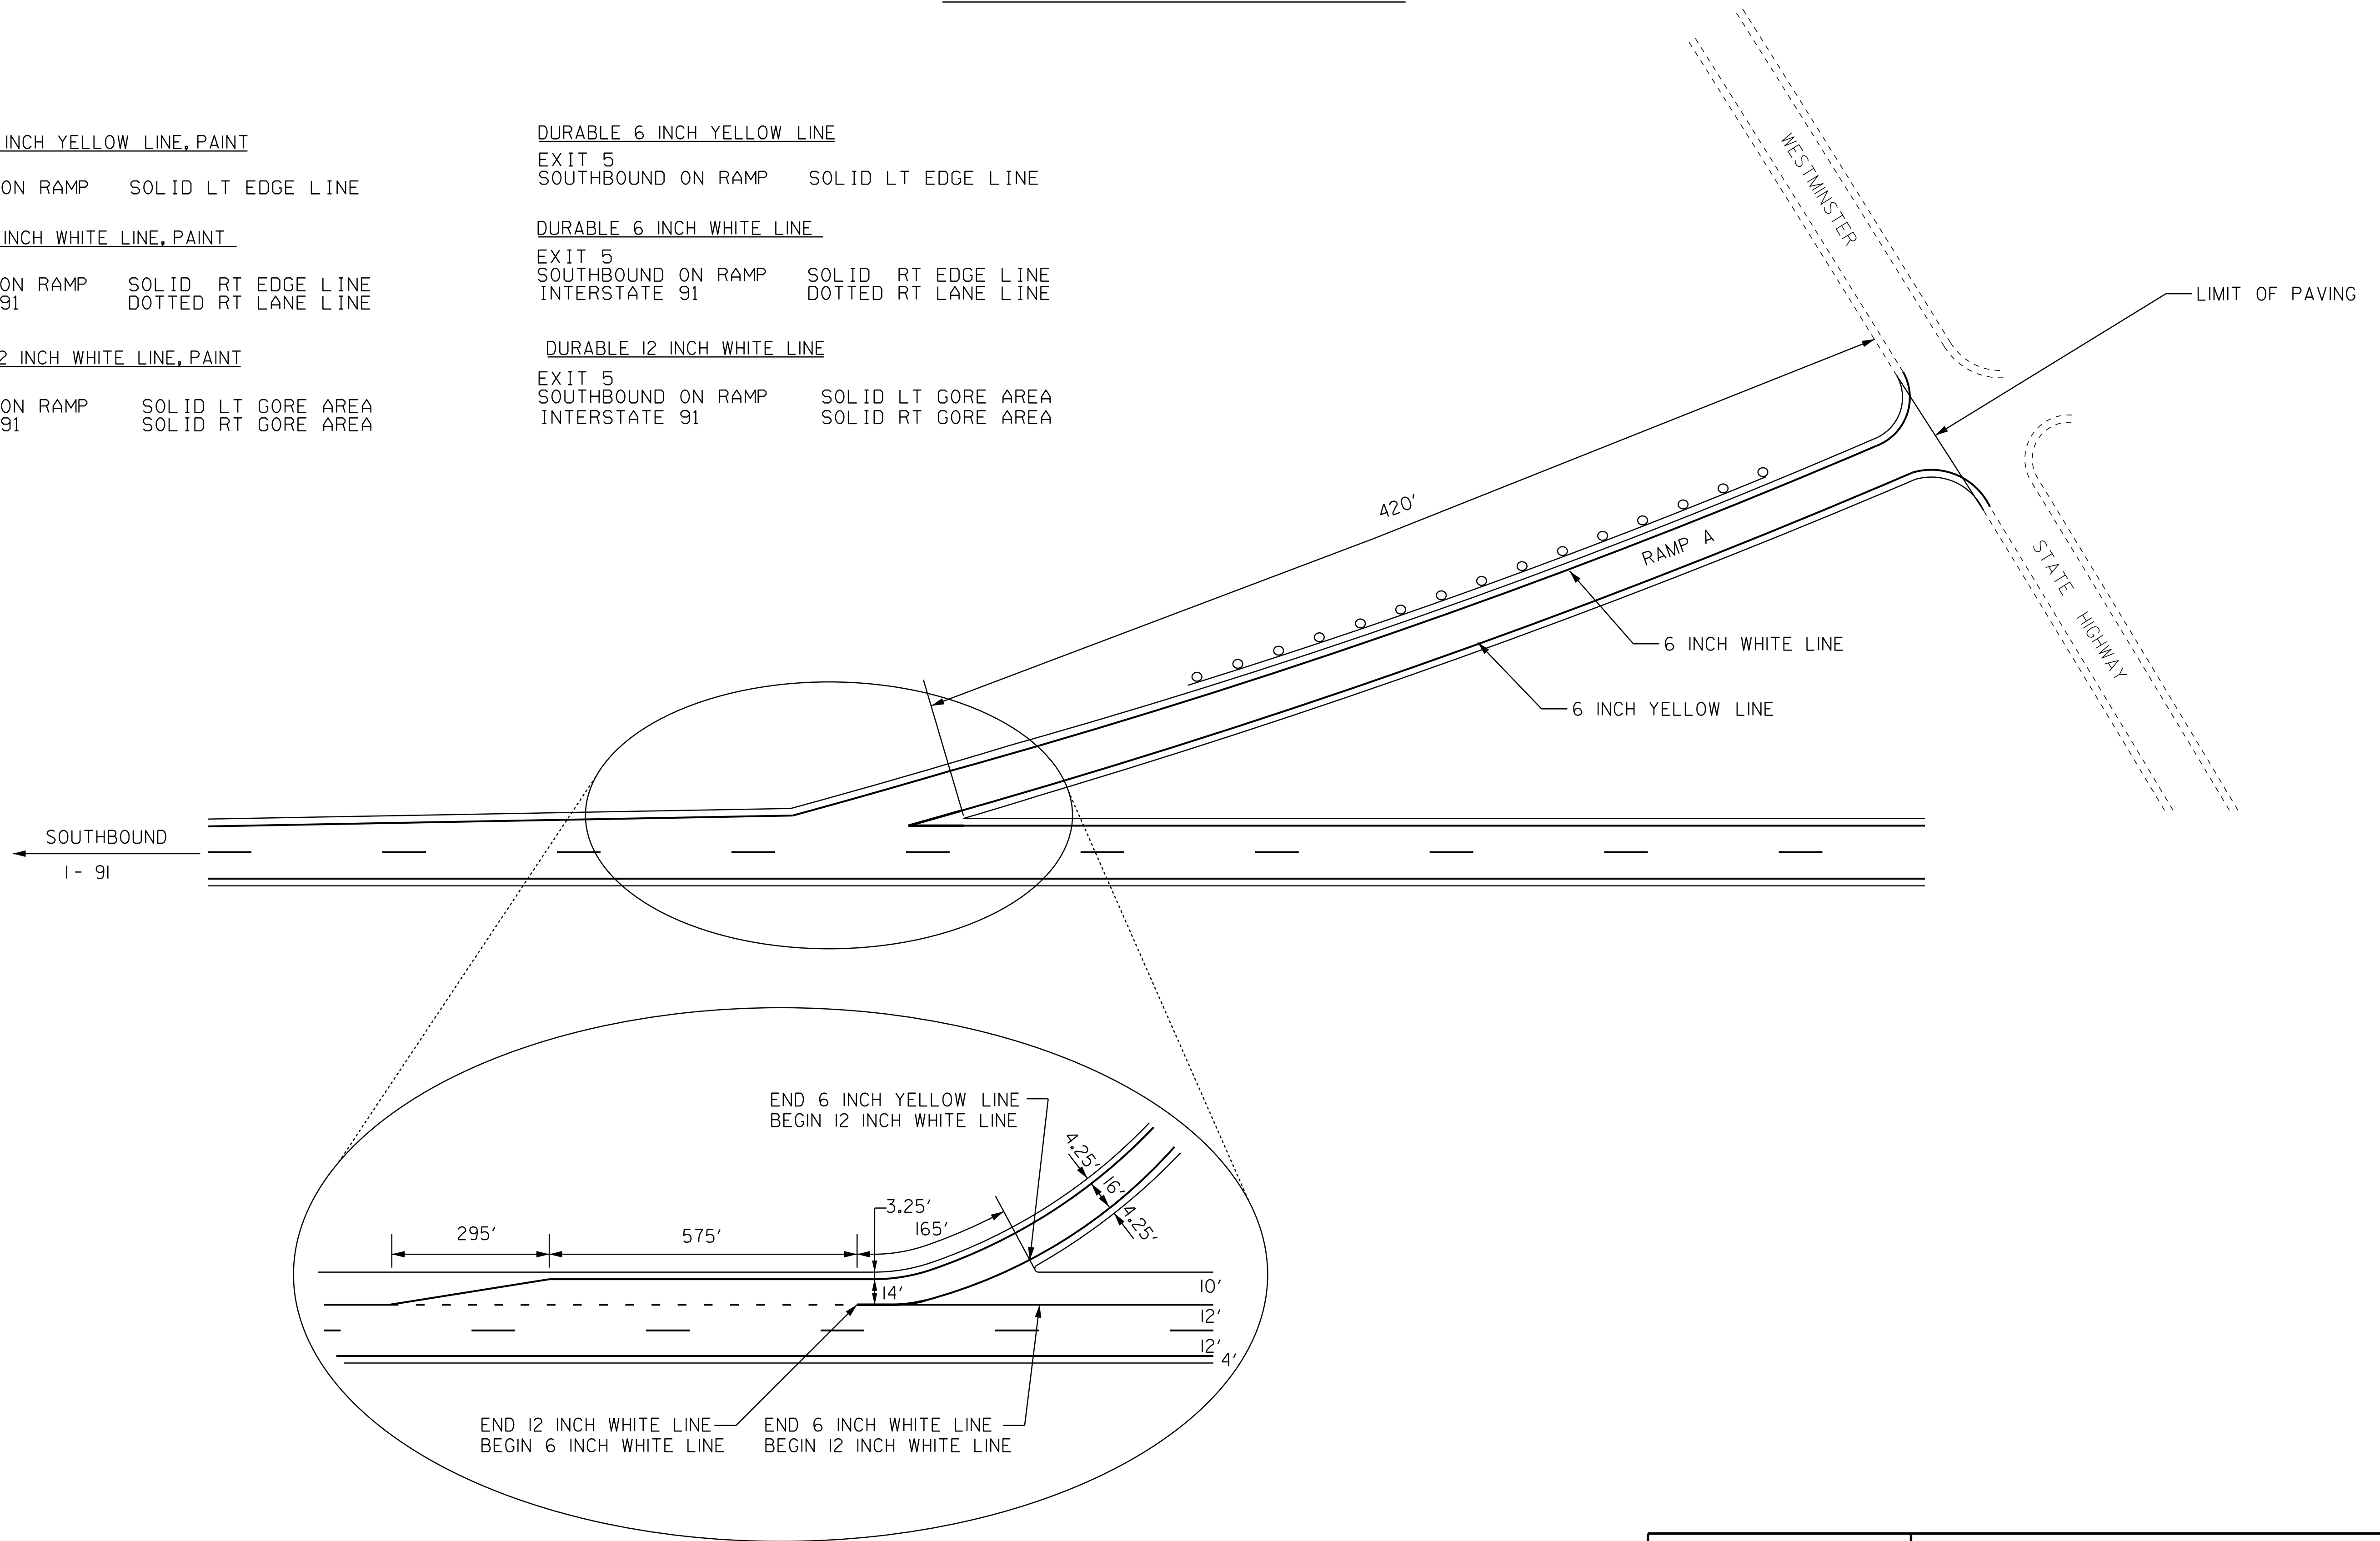 INCH YELLOW LINE, PAINT
ON RAMP SOLID LT EDGE LINE
INCH WHITE LINE, PAINT
ON RAMP SOLID RT EDGE LINE
91 DOTTED RT LANE LINE
2 INCH WHITE LINE, PAINT
ON RAMP SOLID LT GORE AREA
91 SOLID RT GORE AREA
DURABLE 6 INCH YELLOW LINE
EXIT 5
SOUTHBOUND ON RAMP SOLID LT EDGE LINE
DURABLE 6 INCH WHITE LINE
EXIT 5
SOUTHBOUND ON RAMP SOLID RT EDGE LINE
INTERSTATE 91 DOTTED RT LANE LINE
DURABLE 12 INCH WHITE LINE
EXIT 5
SOUTHBOUND ON RAMP SOLID LT GORE AREA
INTERSTATE 91 SOLID RT GORE AREA
WESTMINSTER
LIMIT OF PAVING
420'
RAMP A
STATE HIGHWAY
6 INCH WHITE LINE
6 INCH YELLOW LINE
SOUTHBOUND
I- 91
END 6 INCH YELLOW LINE
BEGIN 12 INCH WHITE LINE
4.25'
16'
4.25'
3.25'
165'
295'
575'
14'
10'
12'
12'
4'
END 12 INCH WHITE LINE
BEGIN 6 INCH WHITE LINE
END 6 INCH WHITE LINE
BEGIN 12 INCH WHITE LINE